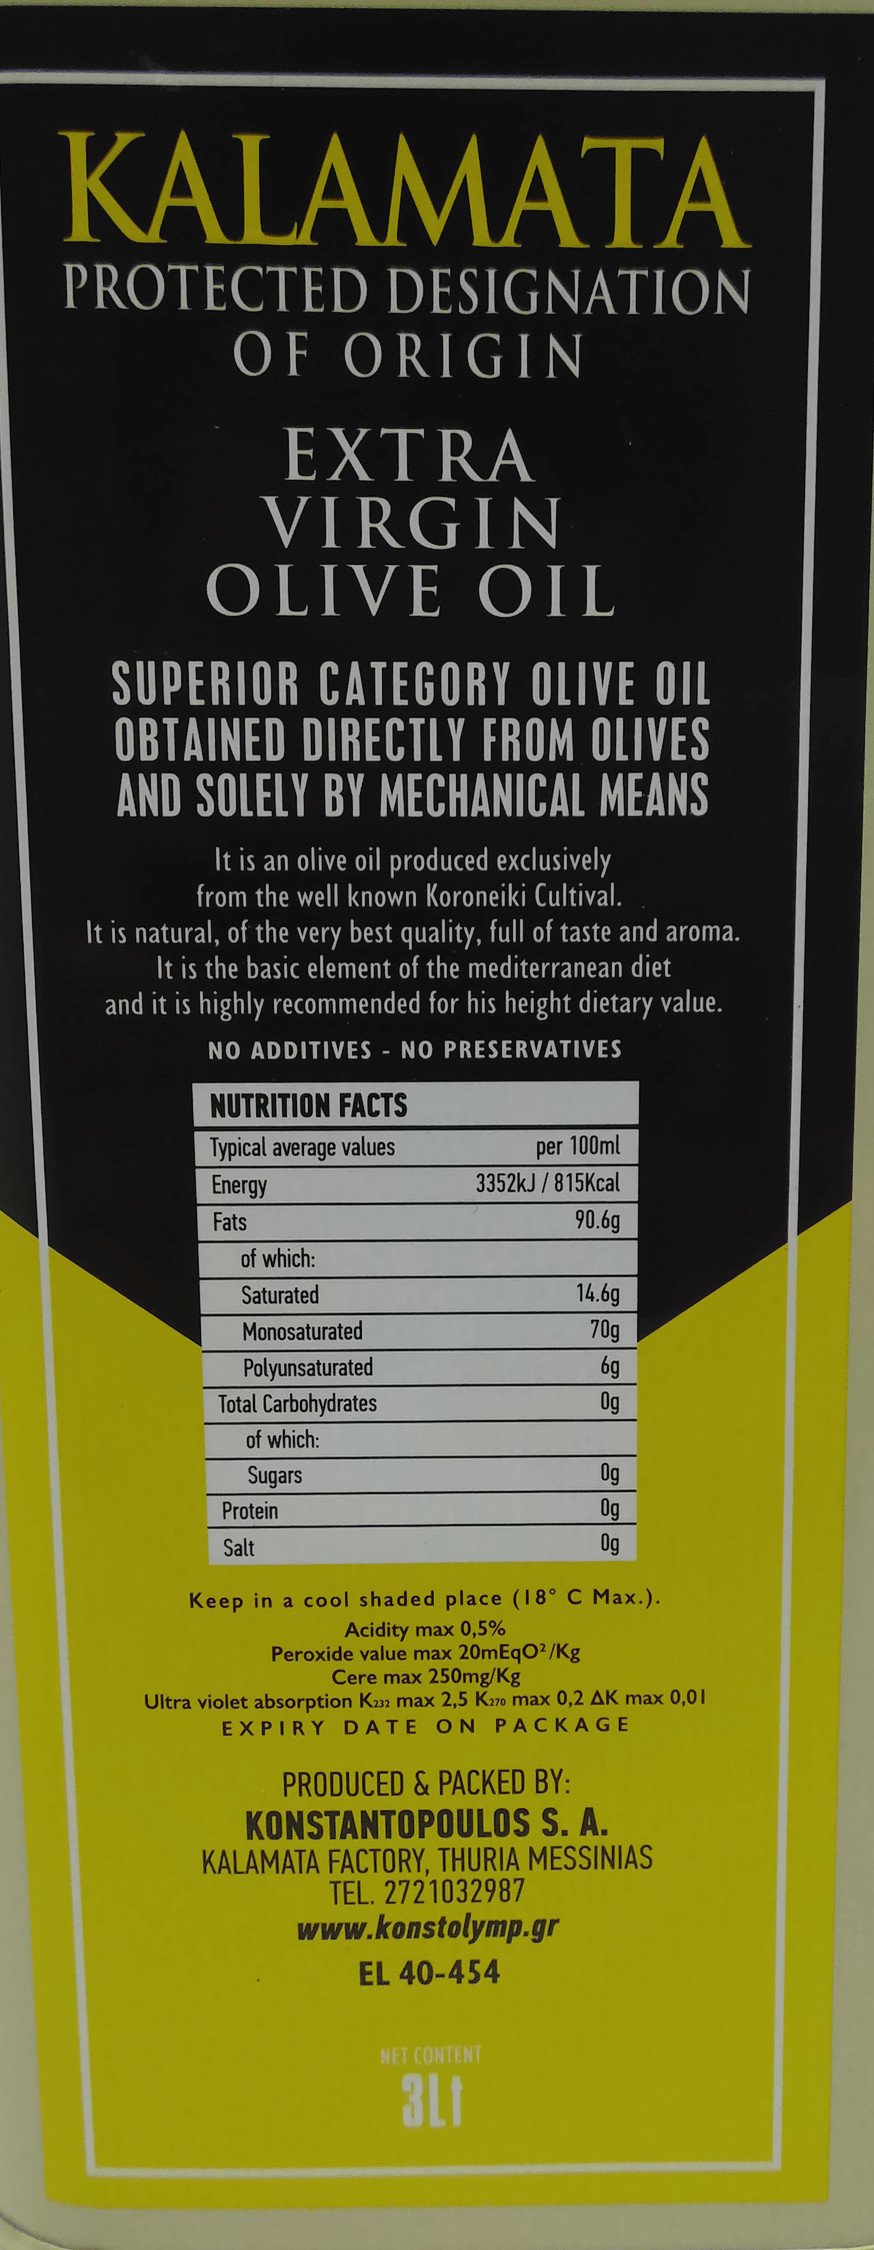 KALAMATA
PROTECTED DESIGNATION
OF ORIGIN
EXTRA
VIRGIN
OLIVE OIL
SUPERIOR CATEGORY OLIVE OIL
OBTAINED DIRECTLY FROM OLIVES
AND SOLELY BY MECHANICAL MEANS
It is an olive oil produced exclusively
from the well known Koroneiki Cultival.
It is natural, of the very best quality, full of taste and aroma.
It is the basic element of the mediterranean diet
and it is highly recommended for his height dietary value.
NO ADDITIVES - NO PRESERVATIVES
NUTRITION FACTS
Typical average values per 100ml
Energy 3352kJ / 815Kcal
Fats 90.6g
of which:
Saturated 14.6g
Monosaturated 70g
Polyunsaturated 6g
Total Carbohydrates 0g
of which:
Sugars 0g
Protein 0g
Salt 0g
Keep in a cool shaded place (18° C Max.).
Acidity max 0,5%
Peroxide value max 20mEqO²/Kg
Cere max 250mg/Kg
Ultra violet absorption K₂₃₂ max 2,5 K₂₇₀ max 0,2 ΔK max 0,01
EXPIRY DATE ON PACKAGE
PRODUCED & PACKED BY:
KONSTANTOPOULOS S. A.
KALAMATA FACTORY, THURIA MESSINIAS
TEL. 2721032987
www.konstolymp.gr
EL 40-454
NET CONTENT
3Lt